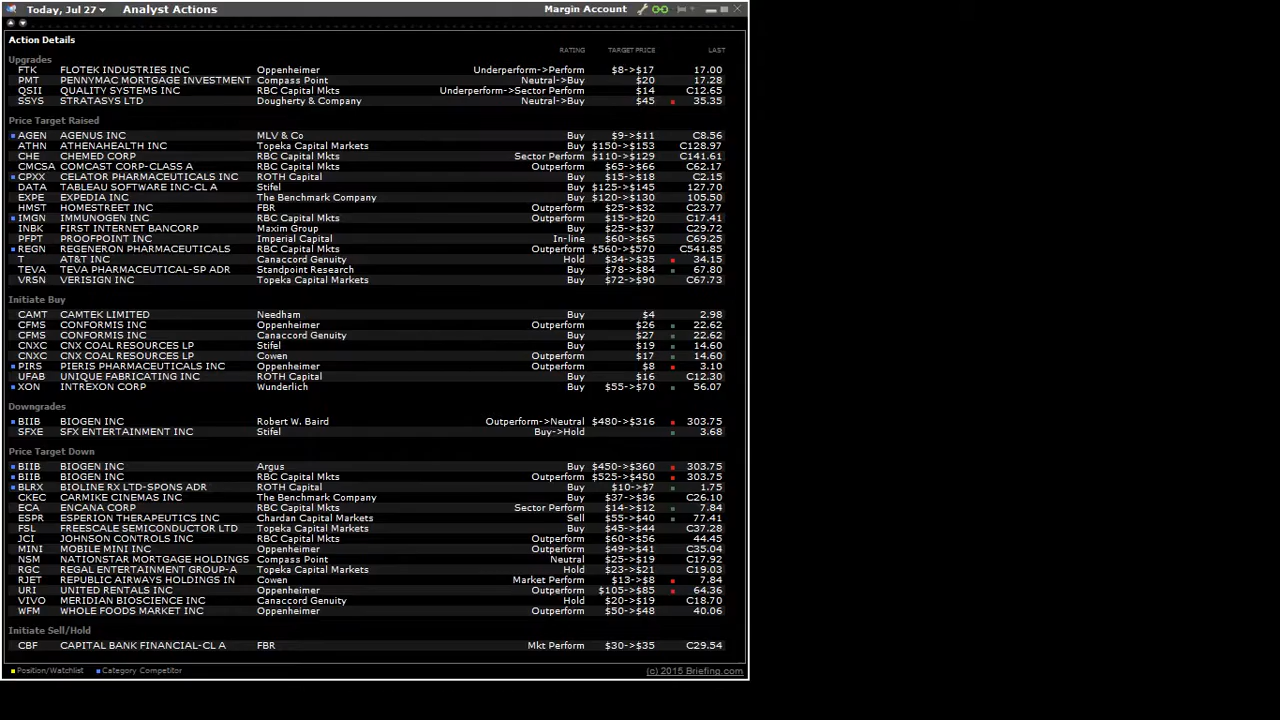 Today, Jul 27 Analyst Actions Margin Account
Action Details
RATING TARGET PRICE LAST
Upgrades
FTK FLOTEK INDUSTRIES INC Oppenheimer Underperform->Perform $8->$17 17.00
PMT PENNYMAC MORTGAGE INVESTMENT Compass Point Neutral->Buy $20 17.28
QSII QUALITY SYSTEMS INC RBC Capital Mkts Underperform->Sector Perform $14 C12.65
SSYS STRATASYS LTD Dougherty & Company Neutral->Buy $45 35.35
Price Target Raised
AGEN AGENUS INC MLV & Co Buy $9->$11 C8.56
ATHN ATHENAHEALTH INC Topeka Capital Markets Buy $150->$153 C128.97
CHE CHEMED CORP RBC Capital Mkts Sector Perform $110->$129 C141.61
CMCSA COMCAST CORP-CLASS A RBC Capital Mkts Outperform $65->$66 C62.17
CPXX CELATOR PHARMACEUTICALS INC ROTH Capital Buy $15->$18 C2.15
DATA TABLEAU SOFTWARE INC-CL A Stifel Buy $125->$145 127.70
EXPE EXPEDIA INC The Benchmark Company Buy $120->$130 105.50
HMST HOMESTREET INC FBR Outperform $25->$32 C23.77
IMGN IMMUNOGEN INC RBC Capital Mkts Outperform $15->$20 C17.41
INBK FIRST INTERNET BANCORP Maxim Group Buy $25->$37 C29.72
PFPT PROOFPOINT INC Imperial Capital In-line $60->$65 C69.25
REGN REGENERON PHARMACEUTICALS RBC Capital Mkts Outperform $560->$570 C541.85
T AT&T INC Canaccord Genuity Hold $34->$35 34.15
TEVA TEVA PHARMACEUTICAL-SP ADR Standpoint Research Buy $78->$84 67.80
VRSN VERISIGN INC Topeka Capital Markets Buy $72->$90 C67.73
Initiate Buy
CAMT CAMTEK LIMITED Needham Buy $4 2.98
CFMS CONFORMIS INC Oppenheimer Outperform $26 22.62
CFMS CONFORMIS INC Canaccord Genuity Buy $27 22.62
CNXC CNX COAL RESOURCES LP Stifel Buy $19 14.60
CNXC CNX COAL RESOURCES LP Cowen Outperform $17 14.60
PIRS PIERIS PHARMACEUTICALS INC Oppenheimer Outperform $8 3.10
UFAB UNIQUE FABRICATING INC ROTH Capital Buy $16 C12.30
XON INTREXON CORP Wunderlich Buy $55->$70 56.07
Downgrades
BIIB BIOGEN INC Robert W. Baird Outperform->Neutral $480->$316 303.75
SFXE SFX ENTERTAINMENT INC Stifel Buy->Hold 3.68
Price Target Down
BIIB BIOGEN INC Argus Buy $450->$360 303.75
BIIB BIOGEN INC RBC Capital Mkts Outperform $525->$450 303.75
BLRX BIOLINE RX LTD-SPONS ADR ROTH Capital Buy $10->$7 1.75
CKEC CARMIKE CINEMAS INC The Benchmark Company Buy $37->$36 C26.10
ECA ENCANA CORP RBC Capital Mkts Sector Perform $14->$12 7.84
ESPR ESPERION THERAPEUTICS INC Chardan Capital Markets Sell $55->$40 77.41
FSL FREESCALE SEMICONDUCTOR LTD Topeka Capital Markets Buy $45->$44 C37.28
JCI JOHNSON CONTROLS INC RBC Capital Mkts Outperform $60->$56 44.45
MINI MOBILE MINI INC Oppenheimer Outperform $49->$41 C35.04
NSM NATIONSTAR MORTGAGE HOLDINGS Compass Point Neutral $25->$19 C17.92
RGC REGAL ENTERTAINMENT GROUP-A Topeka Capital Markets Hold $23->$21 C19.03
RJET REPUBLIC AIRWAYS HOLDINGS IN Cowen Market Perform $13->$8 7.84
URI UNITED RENTALS INC Oppenheimer Outperform $105->$85 64.36
VIVO MERIDIAN BIOSCIENCE INC Canaccord Genuity Hold $20->$19 C18.70
WFM WHOLE FOODS MARKET INC Oppenheimer Outperform $50->$48 40.06
Initiate Sell/Hold
CBF CAPITAL BANK FINANCIAL-CL A FBR Mkt Perform $30->$35 C29.54
Position/Watchlist Category Competitor (c) 2015 Briefing.com